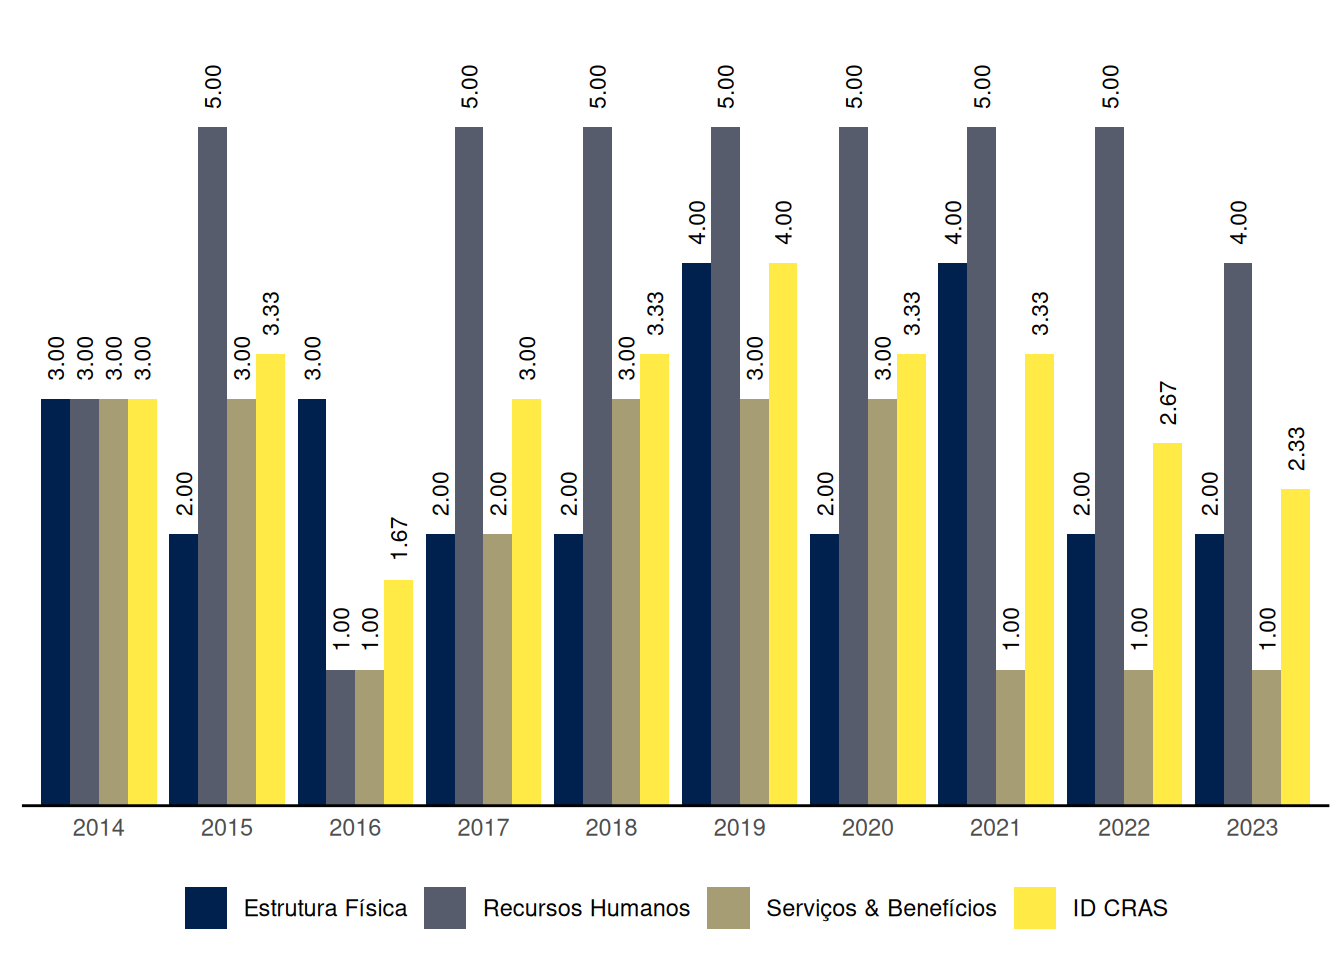 5.00 5.00 5.00 5.00 5.00 5.00 5.00
4.00 4.00 4.00 4.00
3.33 3.33 3.33 3.33
3.00 3.00 3.00 3.00 3.00 3.00 3.00 3.00 3.00 3.00
2.67
2.33
2.00 2.00 2.00 2.00 2.00 2.00 2.00
1.67
1.00 1.00 1.00 1.00 1.00
2014 2015 2016 2017 2018 2019 2020 2021 2022 2023
Estrutura Física Recursos Humanos Serviços & Benefícios ID CRAS